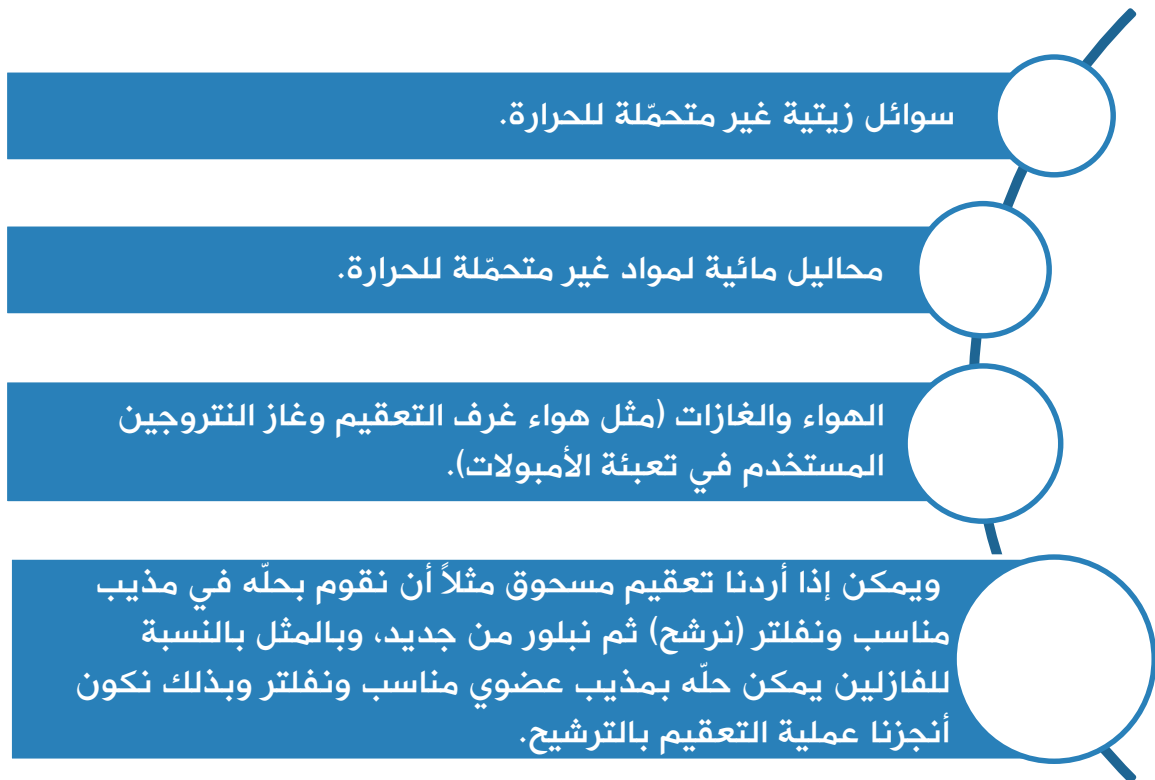 سوائل زيتية غير متحمّلة للحرارة.
محاليل مائية لمواد غير متحمّلة للحرارة.
الهواء والغازات (مثل هواء غرف التعقيم وغاز النتروجين
المستخدم في تعبئة الأمبولات).
ويمكن إذا أردنا تعقيم مسحوق مثلاً أن نقوم بحلّه في مذيب
مناسب ونفلتر (نرشح) ثم نبلور من جديد، وبالمثل بالنسبة
للفازلين يمكن حلّه بمذيب عضوي مناسب ونفلتر وبذلك نكون
أنجزنا عملية التعقيم بالترشيح.